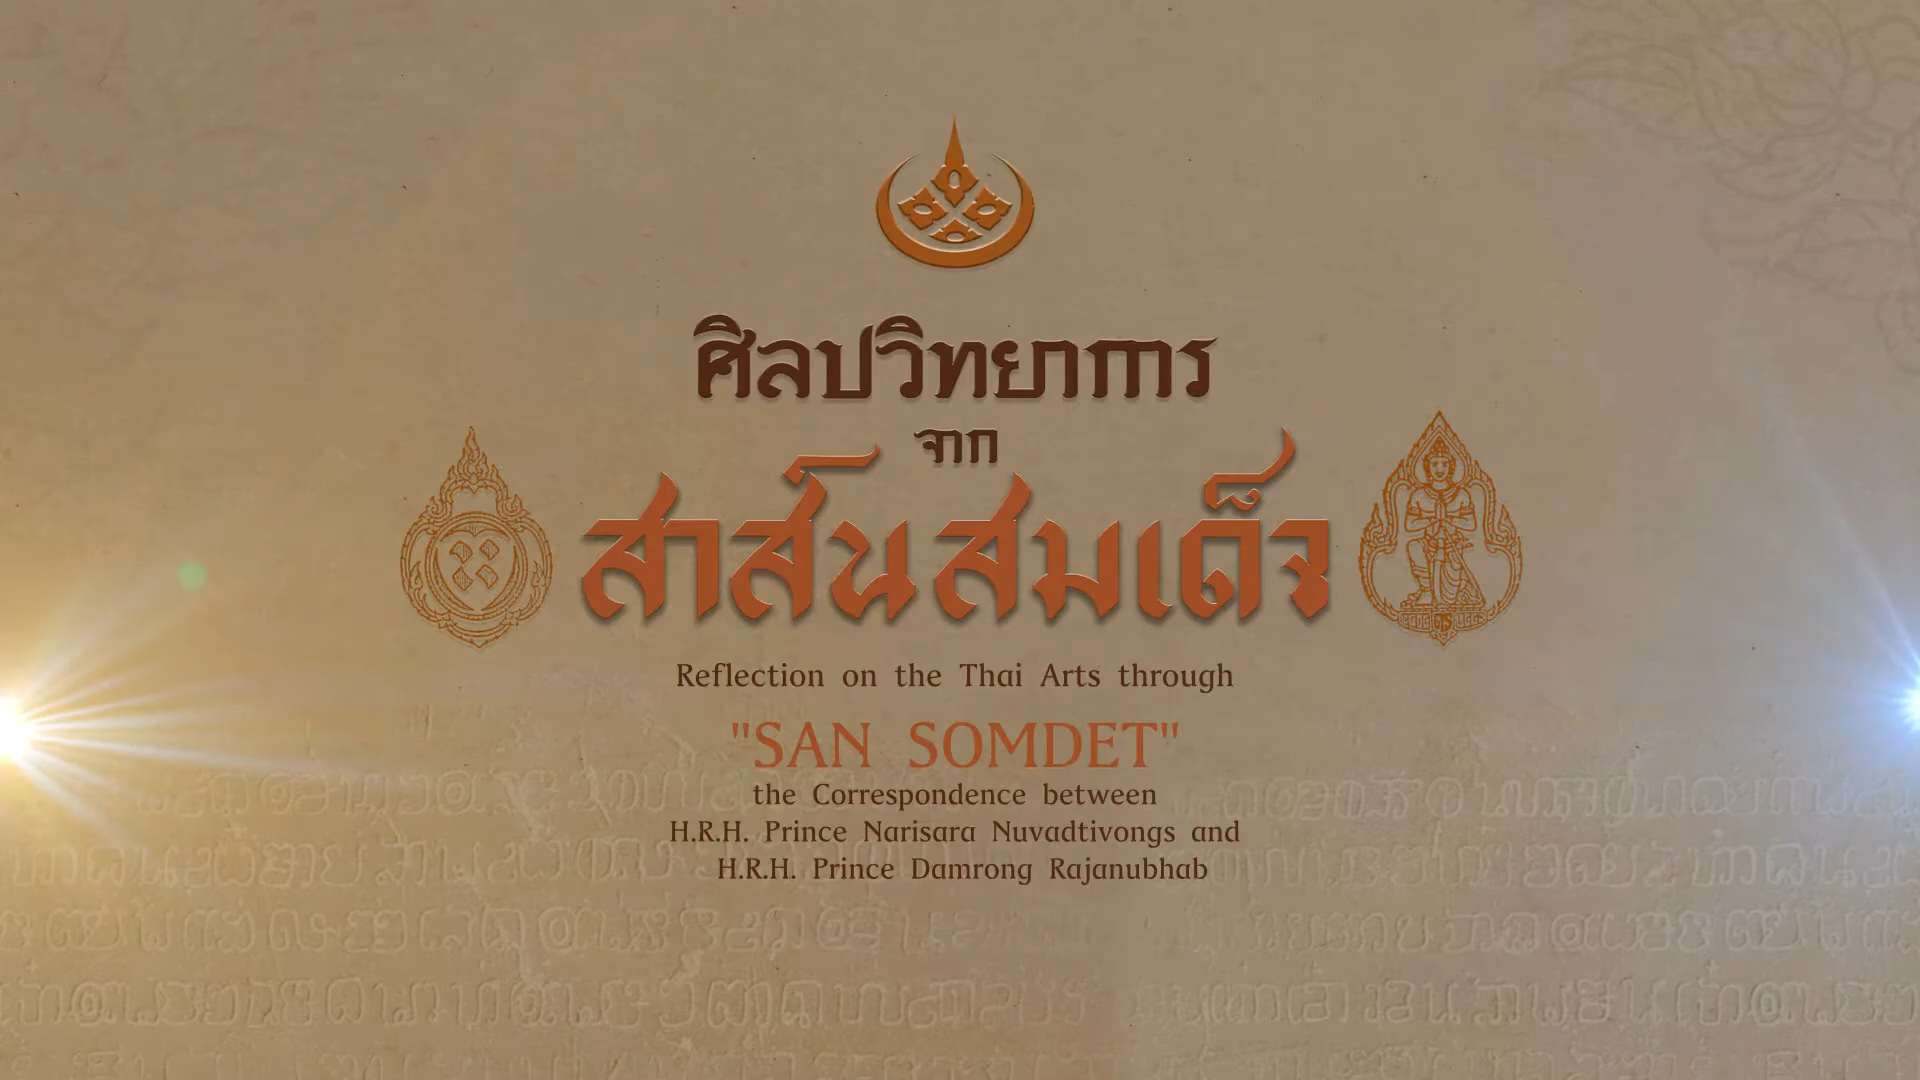 ศิลปวิทยาการ
จาก
สาส์นสมเด็จ
Reflection on the Thai Arts through
"SAN SOMDET"
the Correspondence between
H.R.H. Prince Narisara Nuvadtivongs and
H.R.H. Prince Damrong Rajanubhab